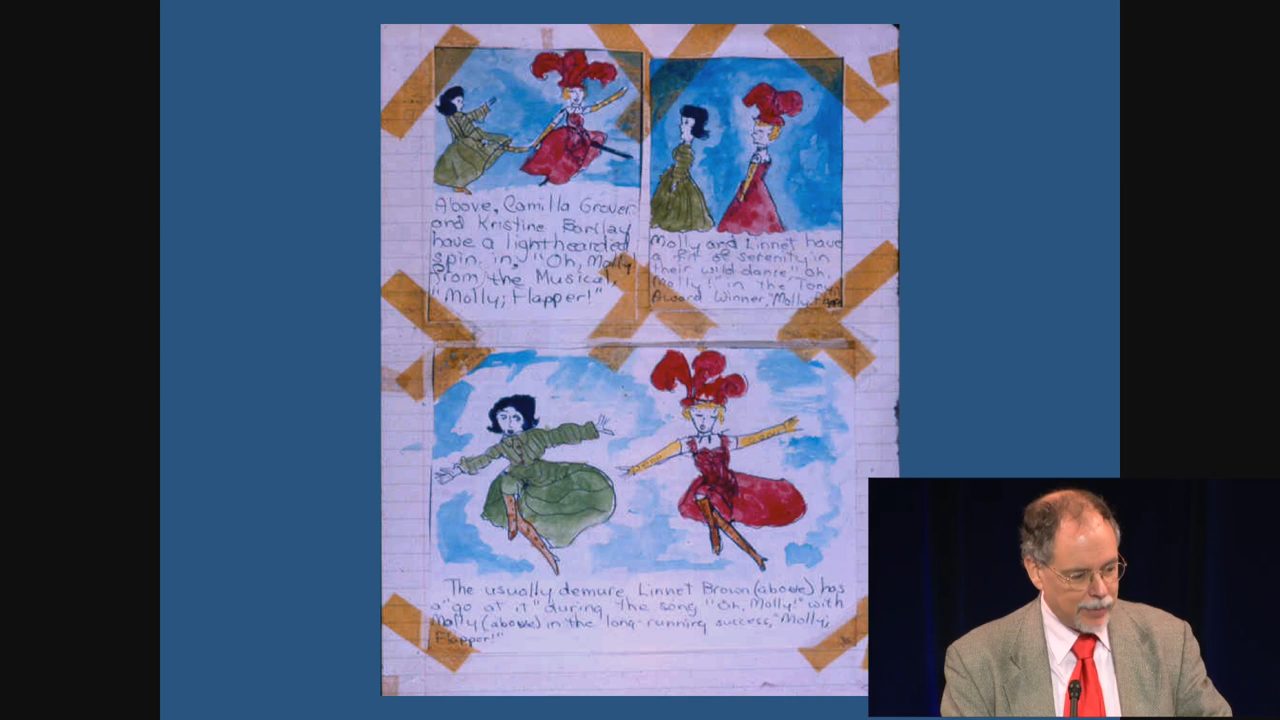 Above, Camilla Grover
and Kristine Barclay
have a lighthearded
spin in, "Oh, Molly"
from the Musical,
"Molly; Flapper!"
Molly and Linnet have
a fit of serenity in
their wild dance "Oh,
Molly!" in the Tony
Award Winner, "Molly, Flapper
The usually demure Linnet Brown (above) has
a "go at it" during the song "Oh, Molly!" with
Molly (above) in the long-running success, "Molly;
Flapper!"